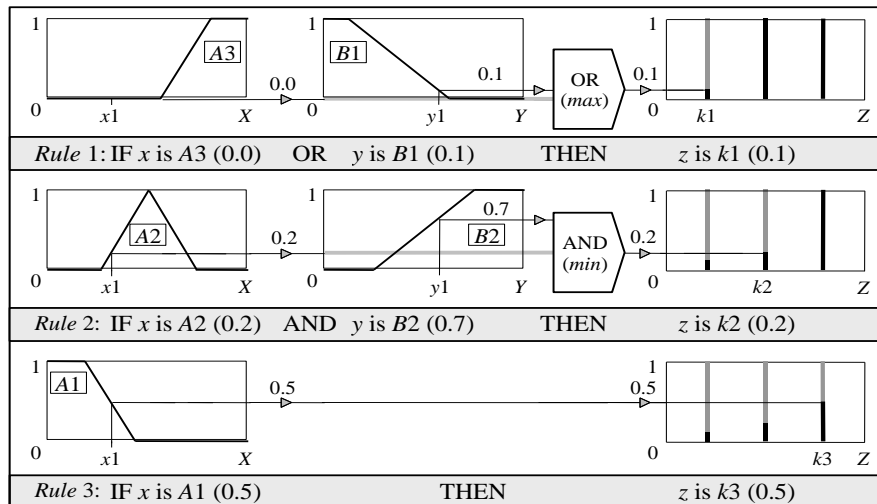 1
A3
0.0
0
x1
X
1
B1
0.1
0
y1
Y
OR
(max)
0.1
1
0
k1
Z
Rule 1: IF x is A3 (0.0) OR y is B1 (0.1) THEN z is k1 (0.1)
1
A2
0.2
0
x1
X
1
0.7
B2
0
y1
Y
AND
(min)
0.2
1
0
k2
Z
Rule 2: IF x is A2 (0.2) AND y is B2 (0.7) THEN z is k2 (0.2)
1
A1
0.5
0
x1
X
1
0.5
0
k3
Z
Rule 3: IF x is A1 (0.5) THEN z is k3 (0.5)